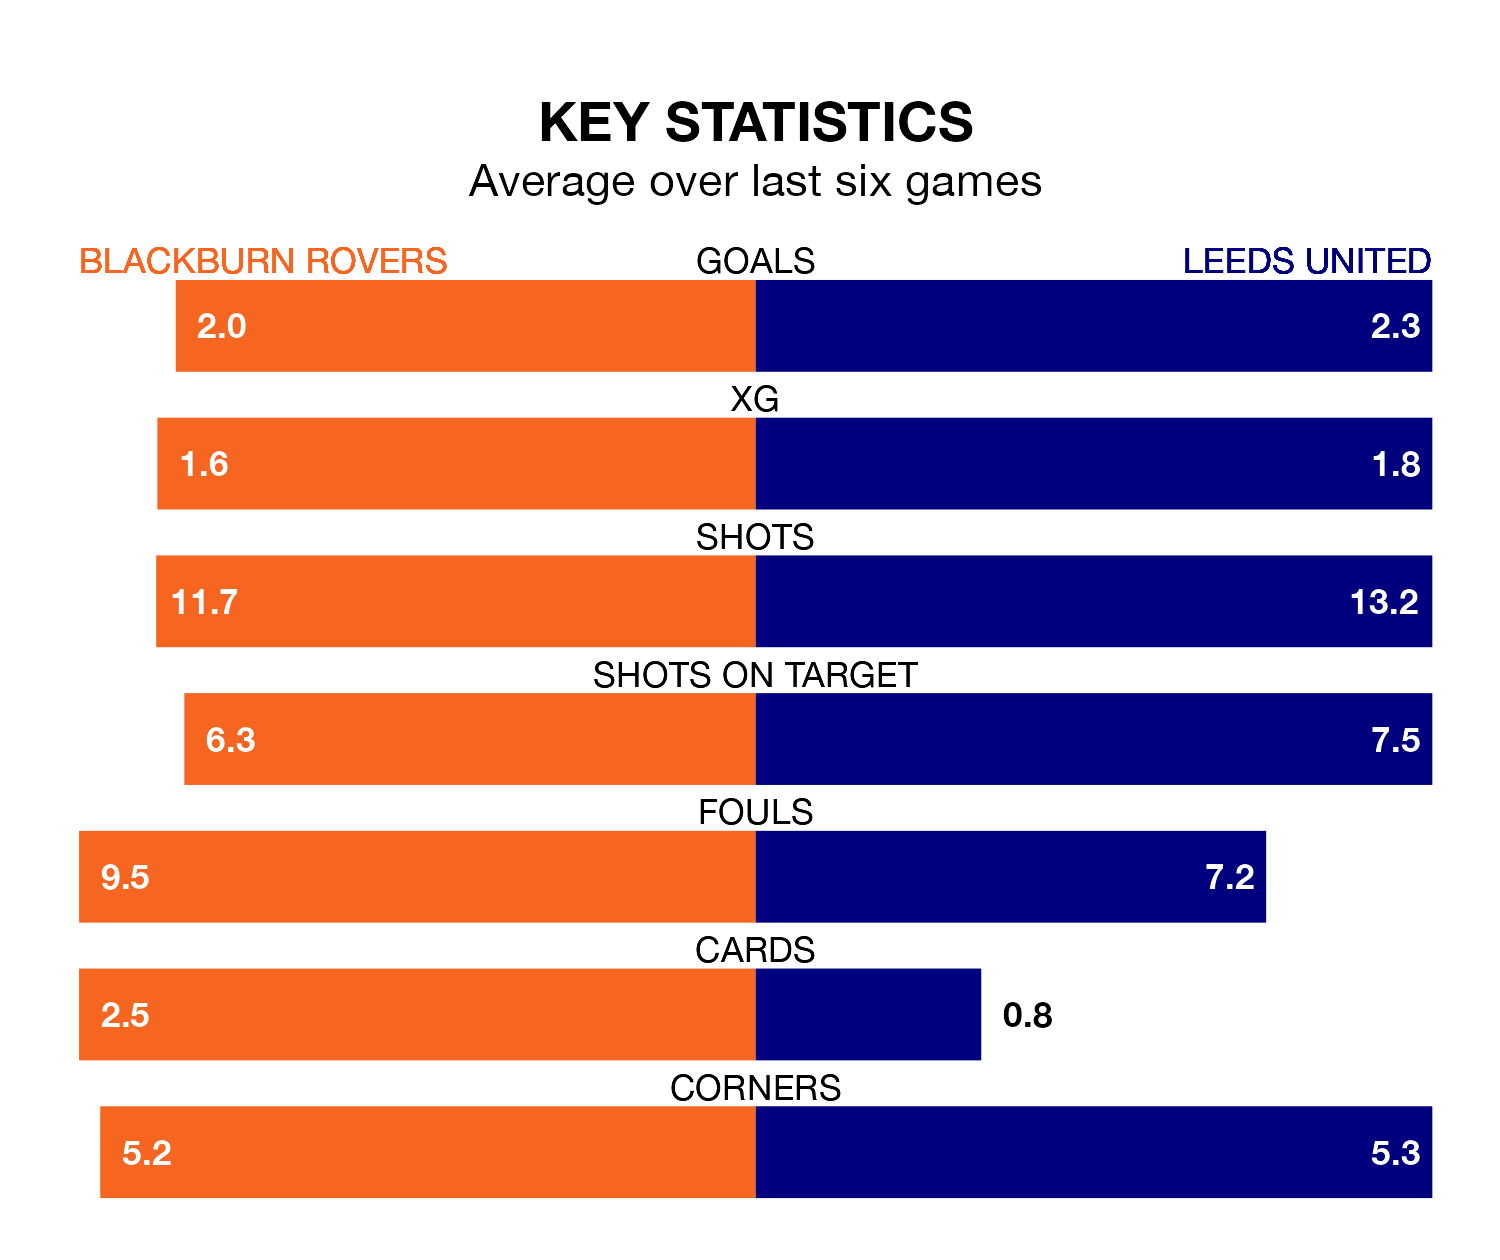 KEY STATISTICS
Average over last six games
BLACKBURN ROVERS GOALS LEEDS UNITED
2.0 2.3
XG
1.6 1.8
SHOTS
11.7 13.2
SHOTS ON TARGET
6.3 7.5
FOULS
9.5 7.2
CARDS
2.5 0.8
CORNERS
5.2 5.3